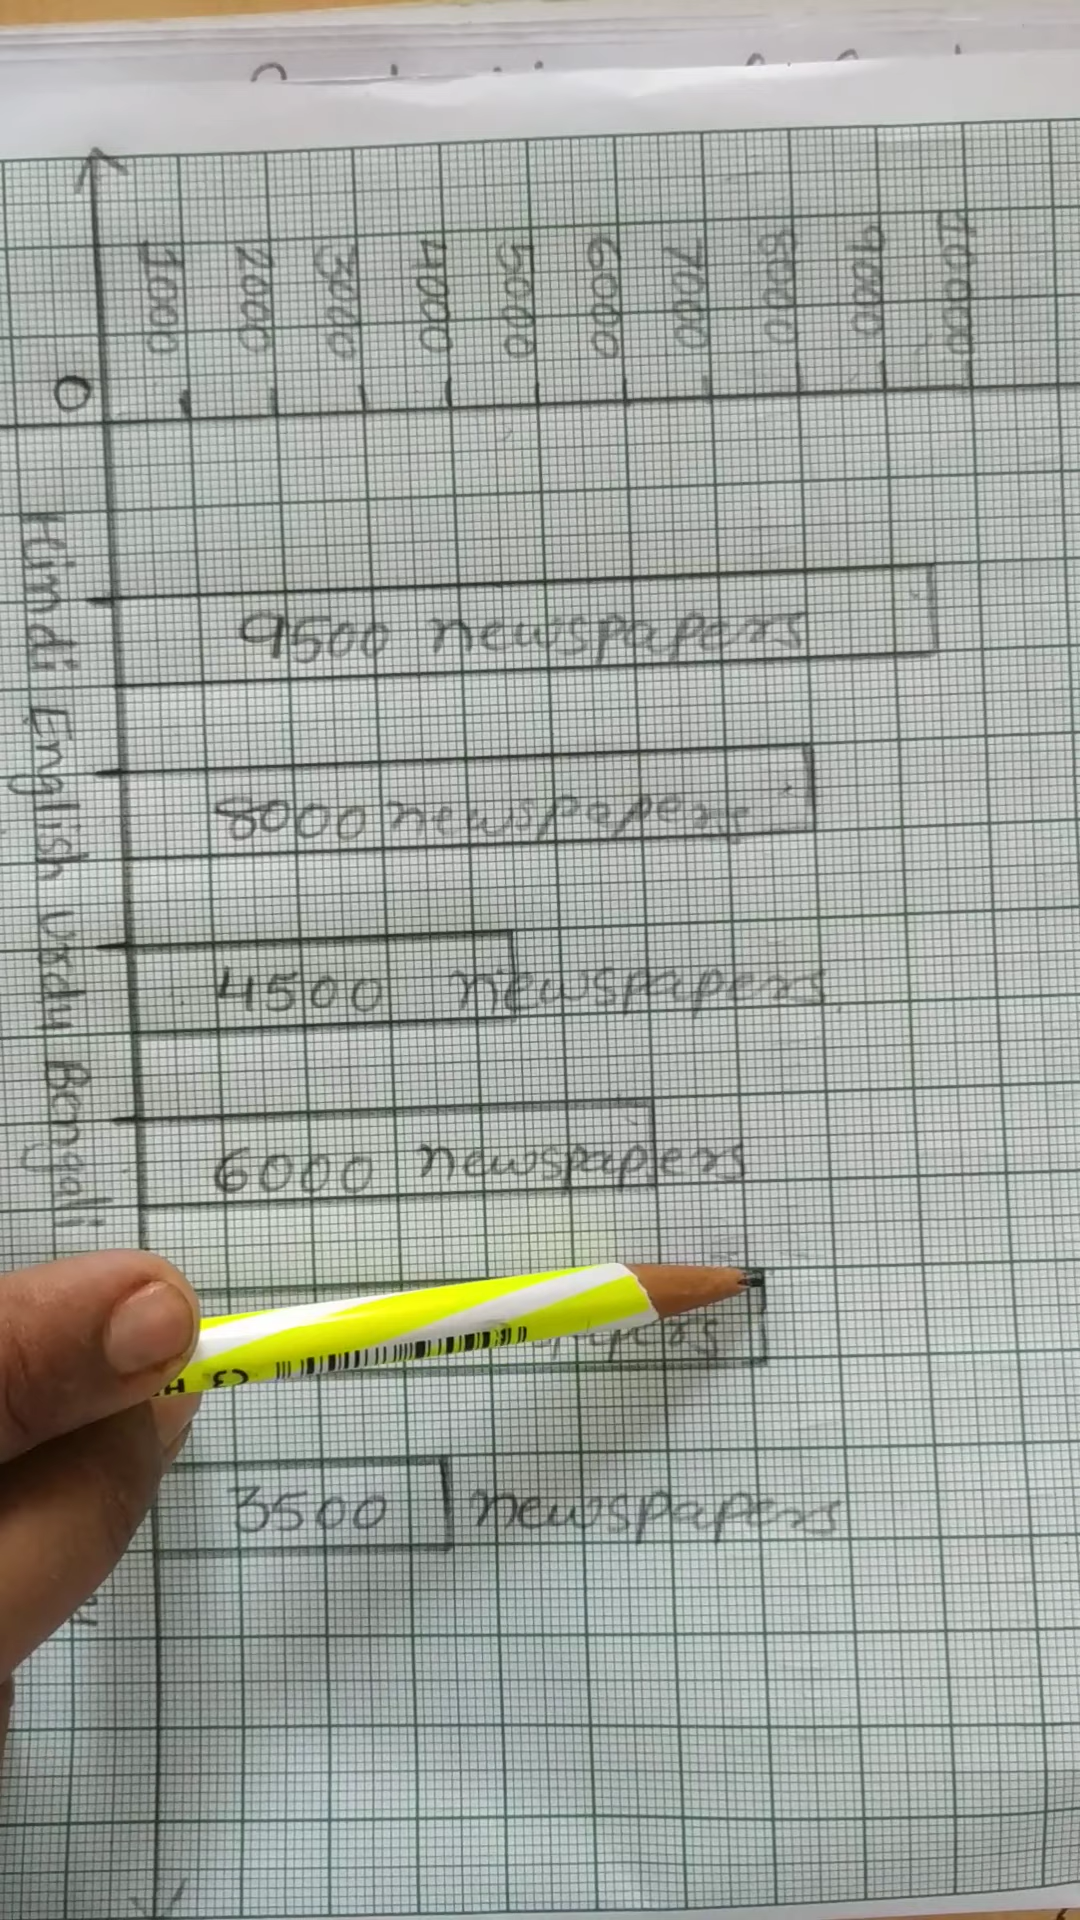 1000
2000
3000
4000
5000
6000
7000
8000
9000
10000
0
Hindi English Urdu Bengali
9500 newspapers
8000 newspapers
4500 newspapers
6000 newspapers
3500 newspapers
C3